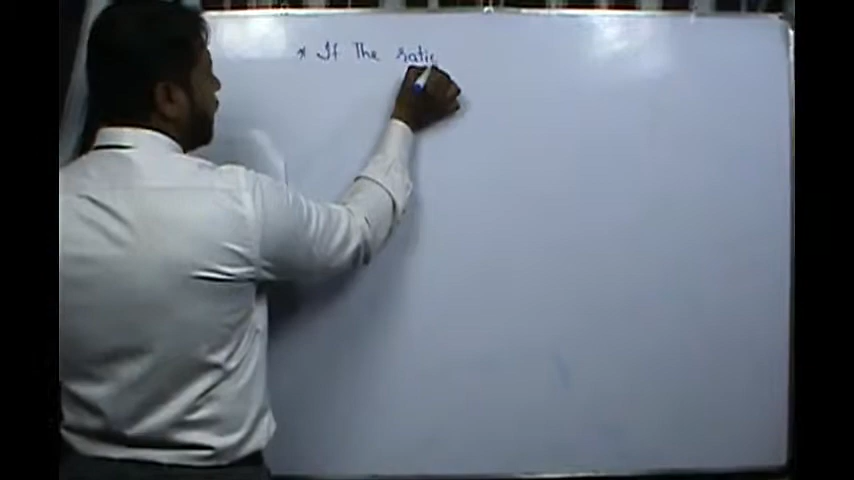 * If The ratio